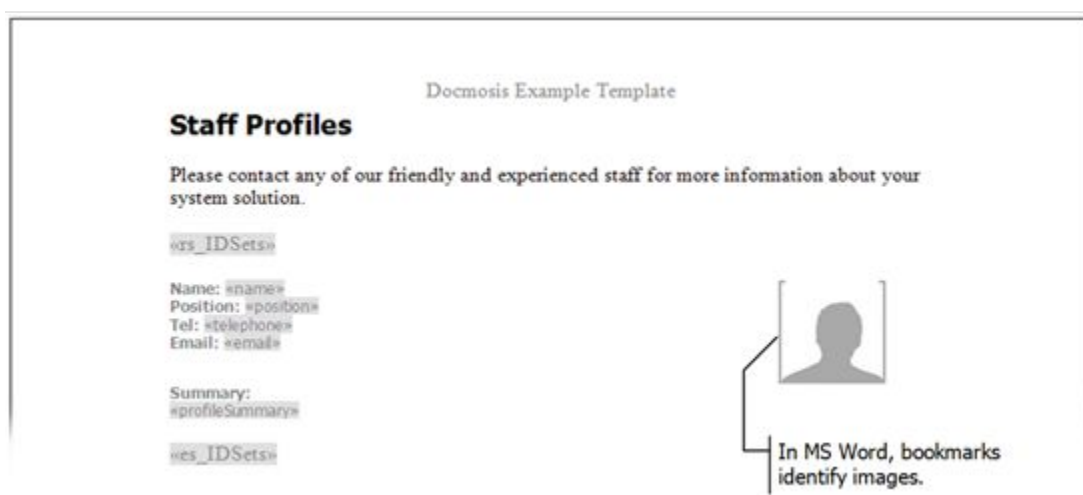 Docmosis Example Template
Staff Profiles
Please contact any of our friendly and experienced staff for more information about your
system solution.
«rs_IDSets»
Name: «name»
Position: «position»
Tel: «telephone»
Email: «email»
Summary:
«profileSummary»
«es_IDSets»
In MS Word, bookmarks
identify images.